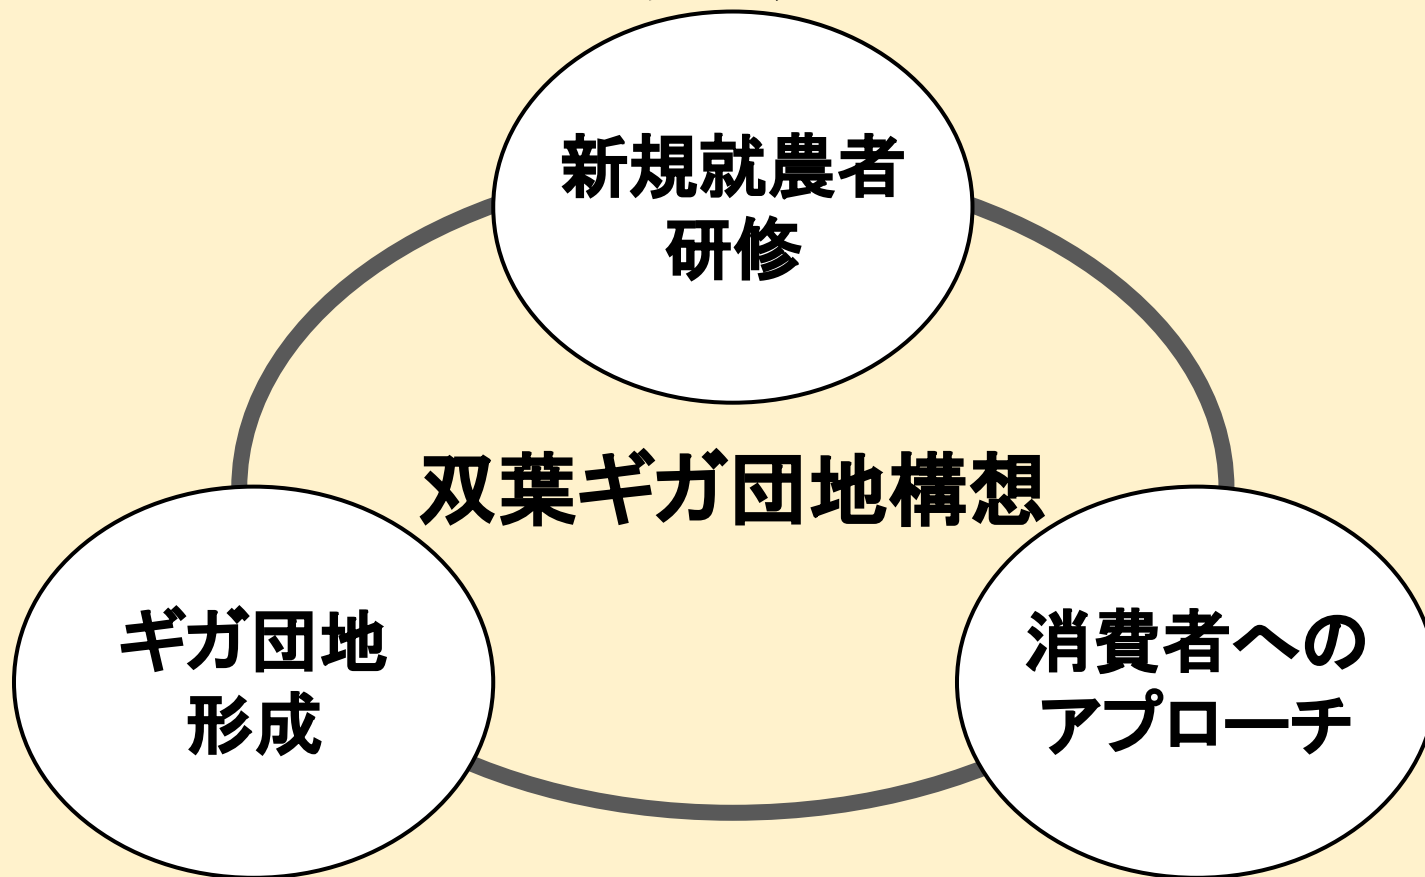 新規就農者
研修
双葉ギガ団地構想
ギガ団地
形成
消費者への
アプローチ